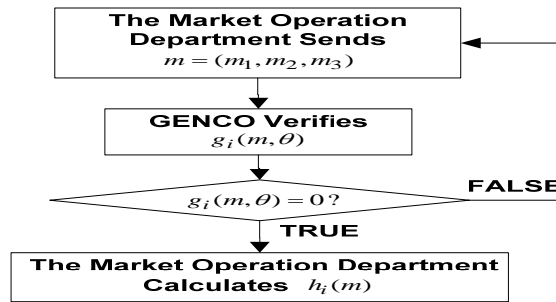 The Market Operation
Department Sends
m = (m₁, m₂, m₃)
GENCO Verifies
gᵢ(m, θ)
gᵢ(m, θ) = 0 ?
FALSE
TRUE
The Market Operation Department
Calculates hᵢ(m)